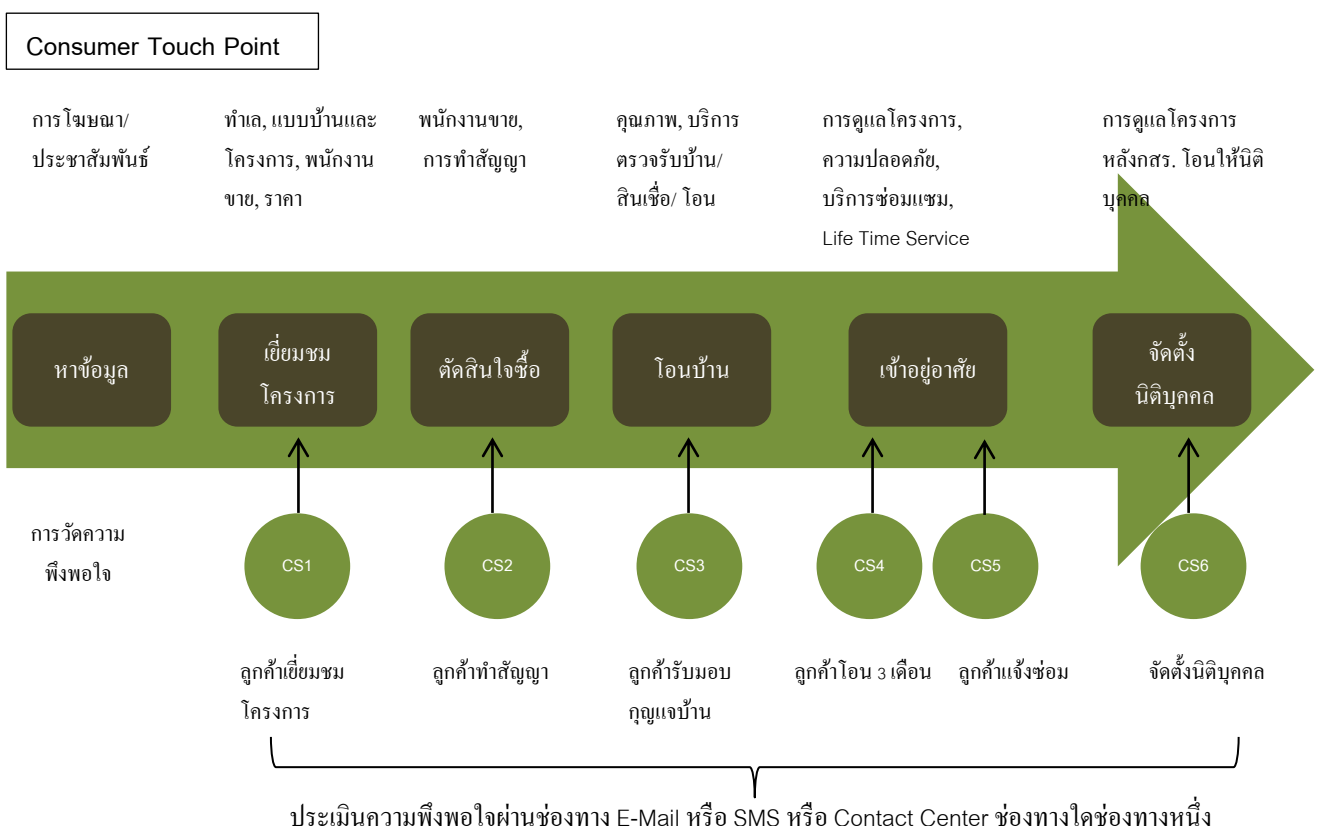 Consumer Touch Point
การโฆษณา/
ประชาสัมพันธ์
ทำเล, แบบบ้านและ
โครงการ, พนักงาน
ขาย, ราคา
พนักงานขาย,
การทำสัญญา
คุณภาพ, บริการ
ตรวจรับบ้าน/
สินเชื่อ/ โอน
การดูแลโครงการ,
ความปลอดภัย,
บริการซ่อมแซม,
Life Time Service
การดูแลโครงการ
หลังกสร. โอนให้นิติ
บุคคล
หาข้อมูล
เยี่ยมชม
โครงการ
ตัดสินใจซื้อ
โอนบ้าน
เข้าอยู่อาศัย
จัดตั้ง
นิติบุคคล
การวัดความ
พึงพอใจ
CS1
CS2
CS3
CS4
CS5
CS6
ลูกค้าเยี่ยมชม
โครงการ
ลูกค้าทำสัญญา
ลูกค้ารับมอบ
กุญแจบ้าน
ลูกค้าโอน 3 เดือน
ลูกค้าแจ้งซ่อม
จัดตั้งนิติบุคคล
ประเมินความพึงพอใจผ่านช่องทาง E-Mail หรือ SMS หรือ Contact Center ช่องทางใดช่องทางหนึ่ง